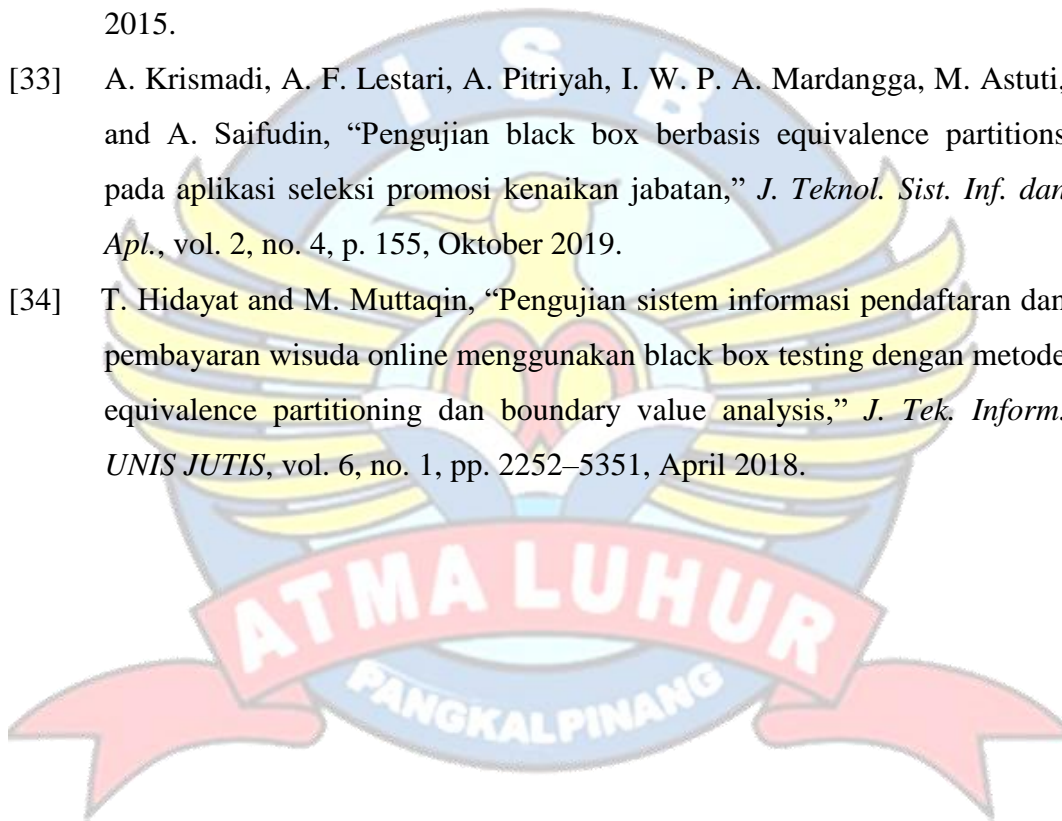 2015.
[33] A. Krismadi, A. F. Lestari, A. Pitriyah, I. W. P. A. Mardangga, M. Astuti,
and A. Saifudin, “Pengujian black box berbasis equivalence partitions
pada aplikasi seleksi promosi kenaikan jabatan,” J. Teknol. Sist. Inf. dan
Apl., vol. 2, no. 4, p. 155, Oktober 2019.
[34] T. Hidayat and M. Muttaqin, “Pengujian sistem informasi pendaftaran dan
pembayaran wisuda online menggunakan black box testing dengan metode
equivalence partitioning dan boundary value analysis,” J. Tek. Inform.
UNIS JUTIS, vol. 6, no. 1, pp. 2252–5351, April 2018.
I S B
ATMA LUHUR
PANGKALPINANG